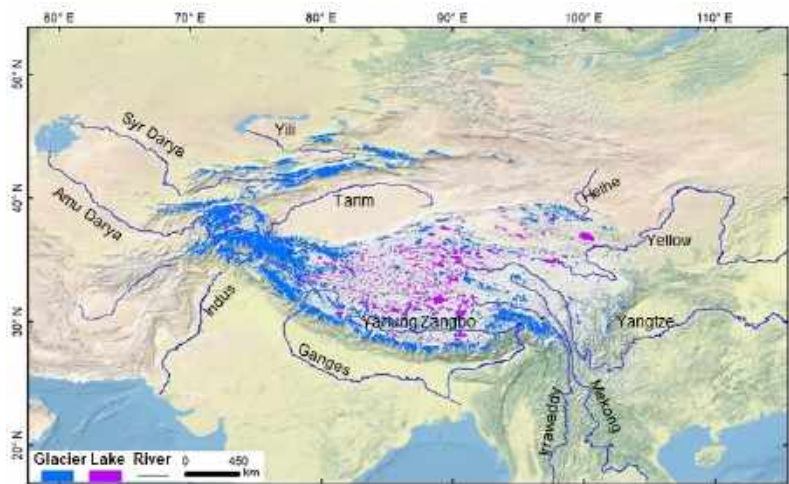 60° E 70° E 80° E 90° E 100° E 110° E
50° N
40° N
30° N
20° N
Syr Darya
Yili
Amu Darya
Tarim
Heihe
Yellow
Indus
Yarlung Zangbo
Yangtze
Ganges
Irraweddy
Mekong
Glacier Lake River 0 450
km